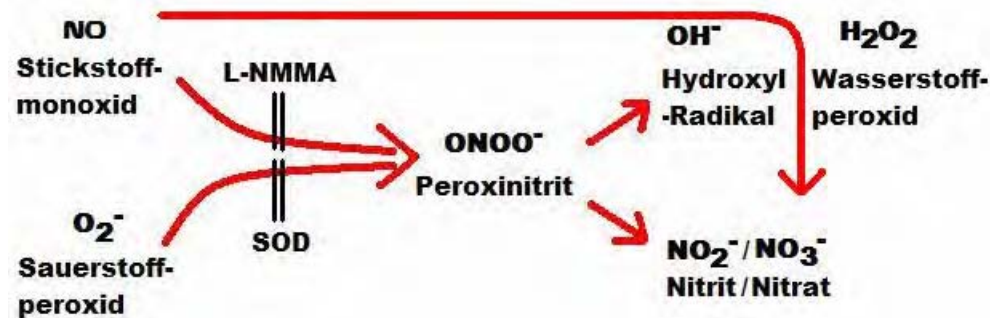 NO
Stickstoff-
monoxid
L-NMMA
O₂⁻
Sauerstoff-
peroxid
SOD
ONOO⁻
Peroxinitrit
OH⁻
Hydroxyl
-Radikal
H₂O₂
Wasserstoff-
peroxid
NO₂⁻/NO₃⁻
Nitrit/Nitrat